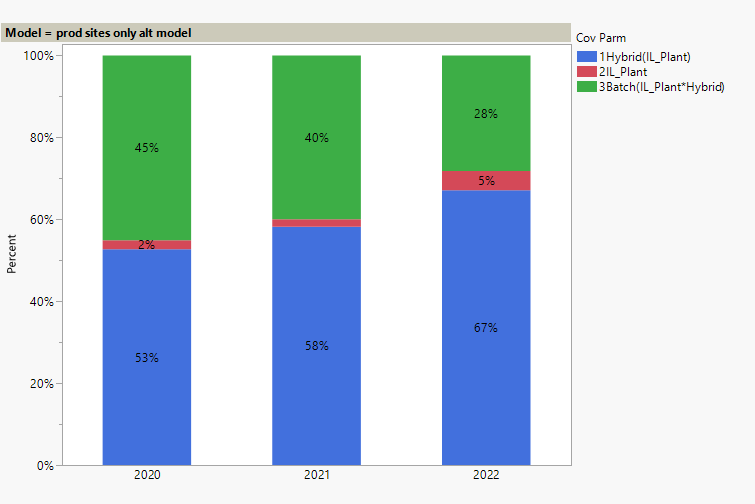 Model = prod sites only alt model
Cov Parm
1Hybrid(IL_Plant)
2IL_Plant
3Batch(IL_Plant*Hybrid)
Percent
100%
80%
60%
40%
20%
0%
45%
2%
53%
40%
58%
28%
5%
67%
2020
2021
2022